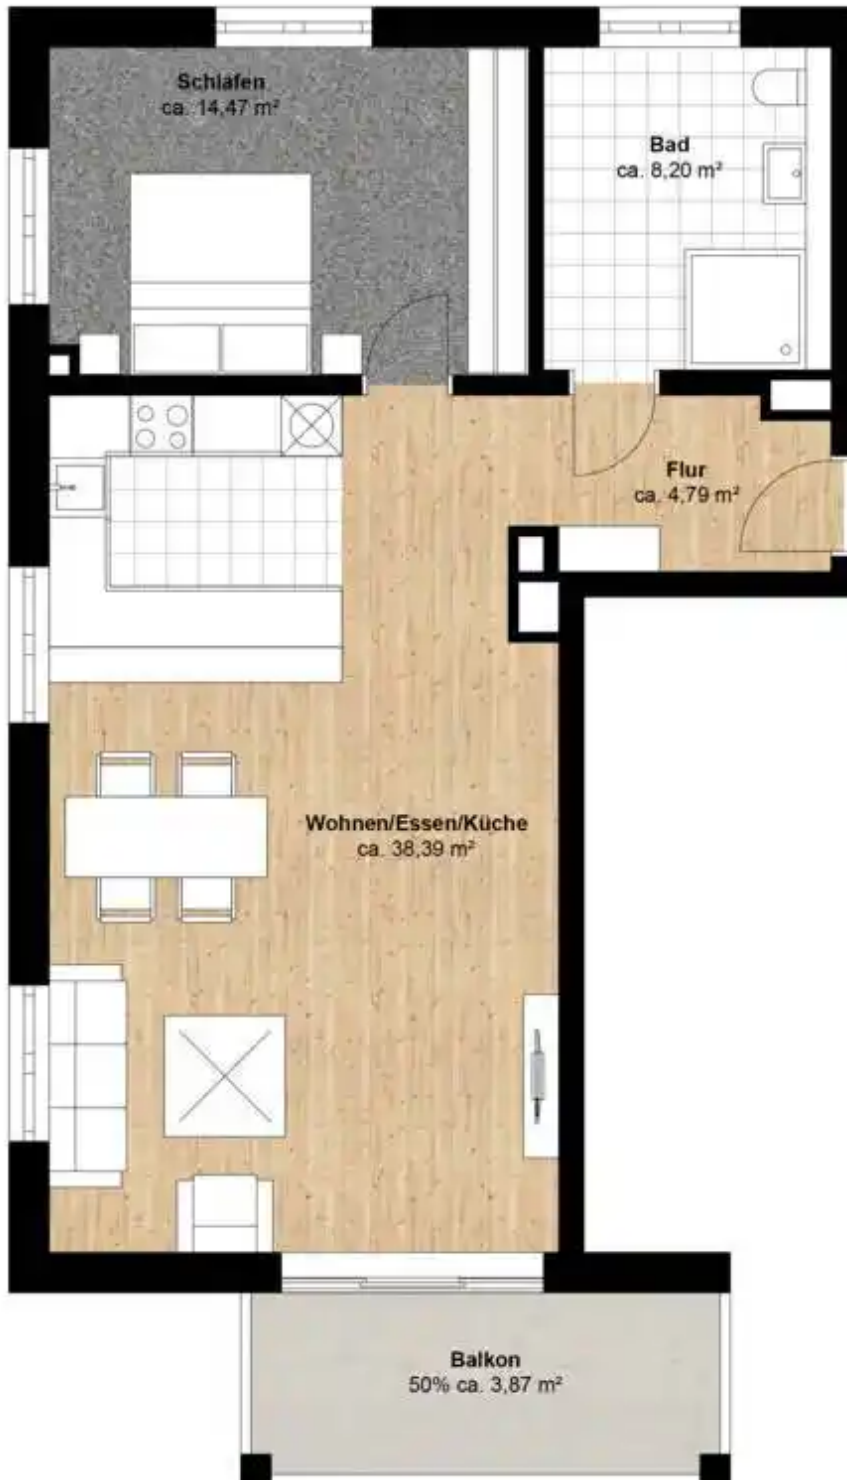 Schlafen
ca. 14,47 m²
Bad
ca. 8,20 m²
Flur
ca. 4,79 m²
Wohnen/Essen/Küche
ca. 38,39 m²
Balkon
50% ca. 3,87 m²